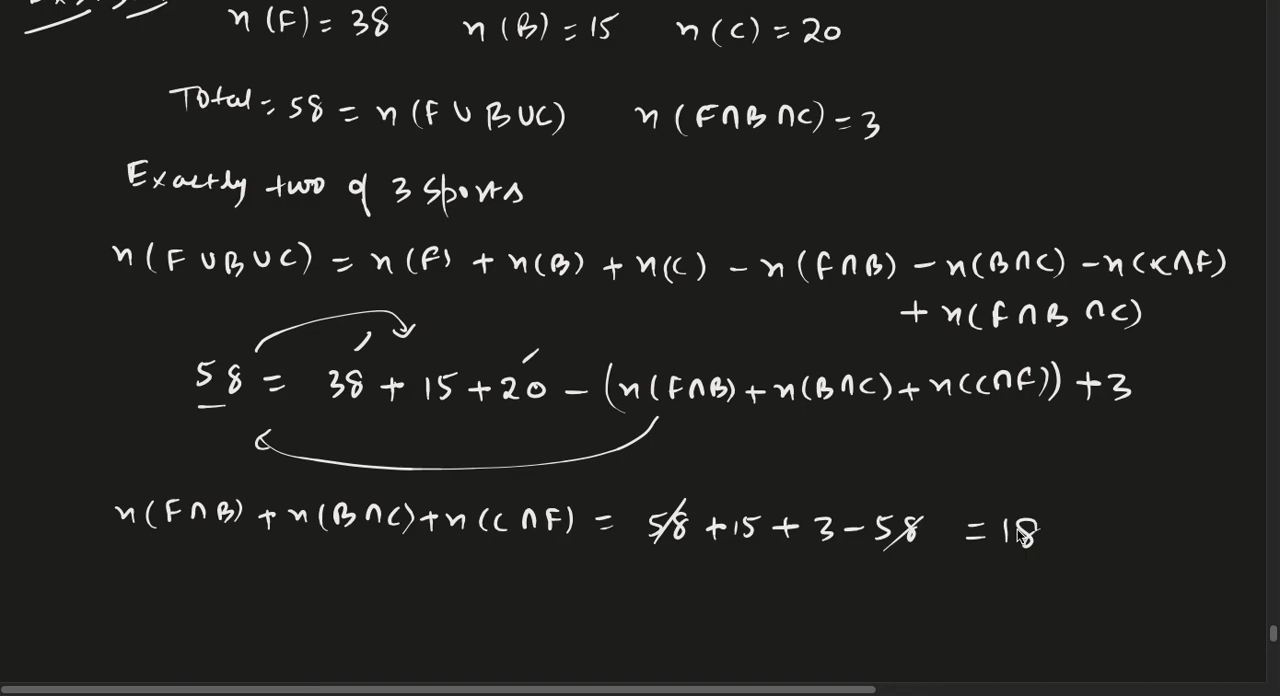 n (F) = 38 n (B) = 15 n (C) = 20
Total = 58 = n (F ∪ B ∪ C) n (F ∩ B ∩ C) = 3
Exactly two of 3 sports
n (F ∪ B ∪ C) = n (F) + n (B) + n (C) - n (F ∩ B) - n (B ∩ C) - n (C ∩ F)
+ n (F ∩ B ∩ C)
58 = 38 + 15 + 20 - (n (F ∩ B) + n (B ∩ C) + n (C ∩ F)) + 3
n (F ∩ B) + n (B ∩ C) + n (C ∩ F) = 58 + 15 + 3 - 58 = 18